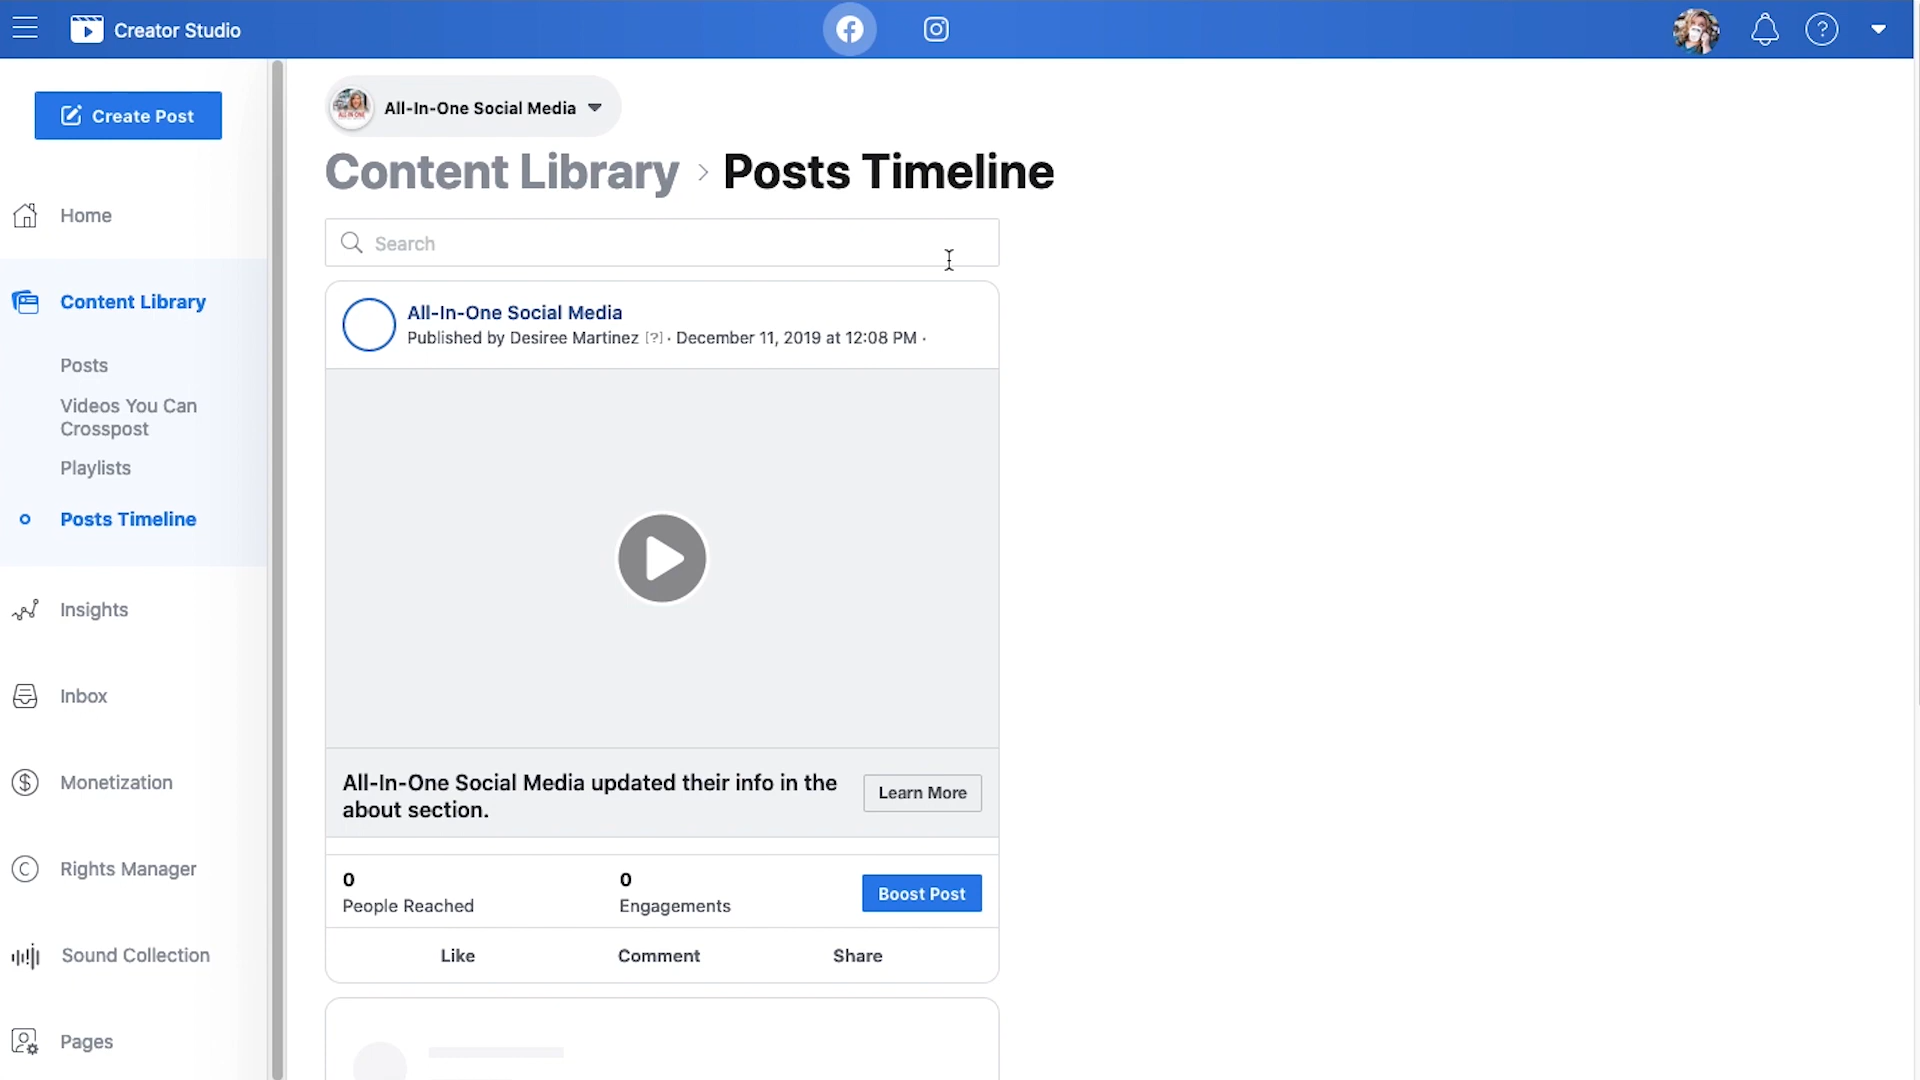 Creator Studio
Create Post
Home
Content Library
Posts
Videos You Can
Crosspost
Playlists
Posts Timeline
Insights
Inbox
Monetization
Rights Manager
Sound Collection
Pages
All-In-One Social Media
Content Library > Posts Timeline
Search
All-In-One Social Media
Published by Desiree Martinez [?] · December 11, 2019 at 12:08 PM ·
All-In-One Social Media updated their info in the
about section.
Learn More
0
People Reached
0
Engagements
Boost Post
Like
Comment
Share